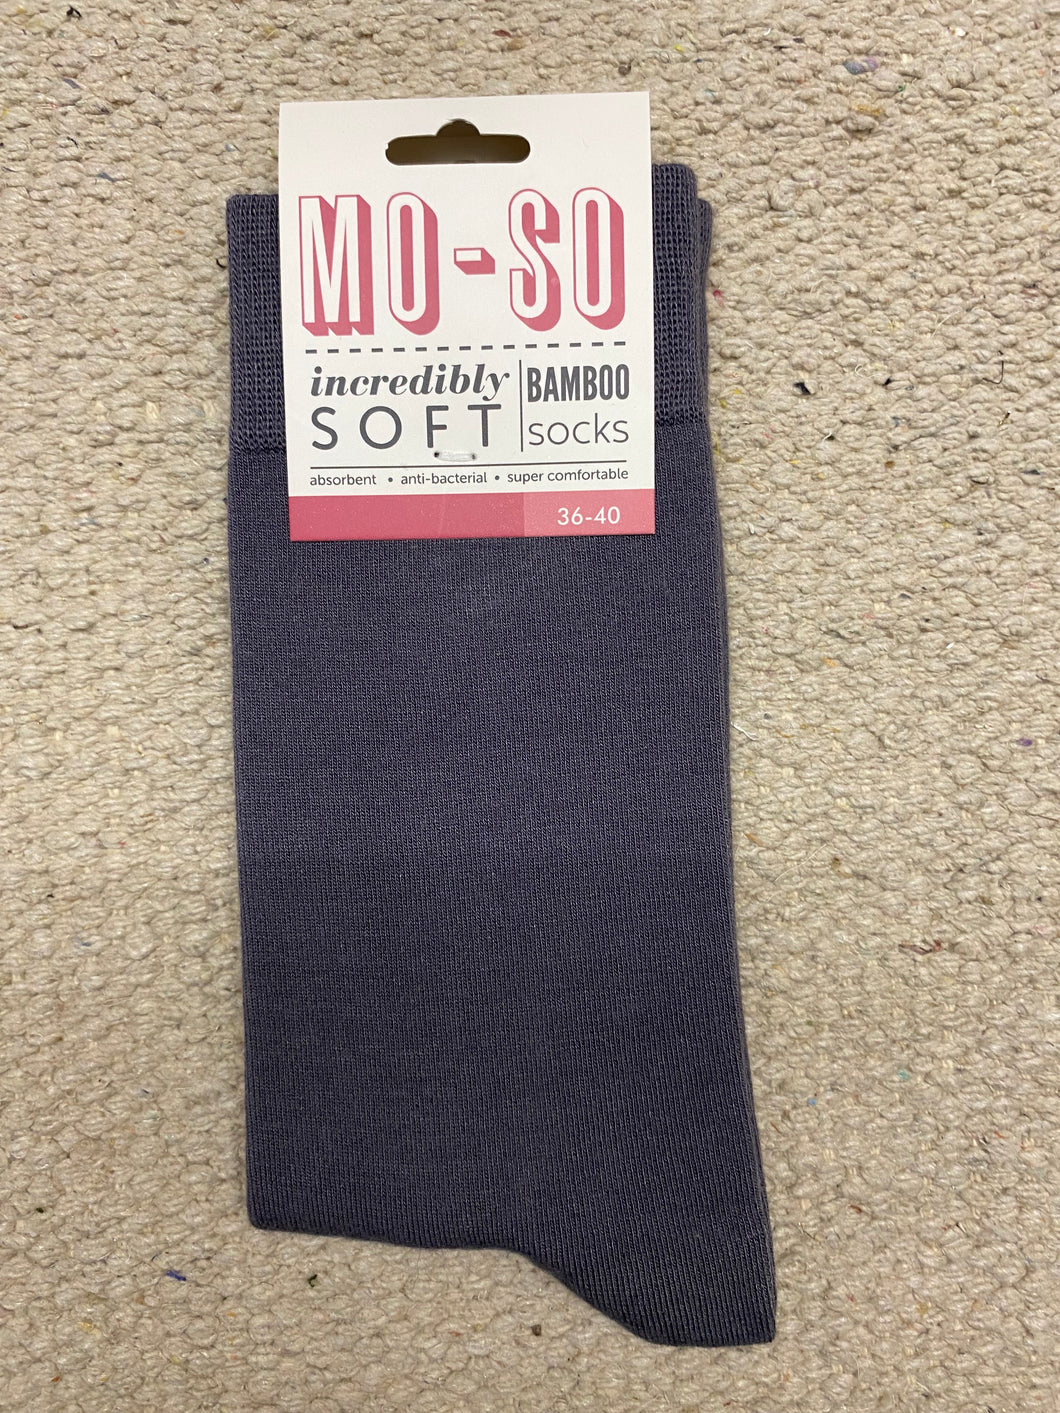 MO-SO
incredibly BAMBOO
SOFT socks
absorbent • anti-bacterial • super comfortable
36-40